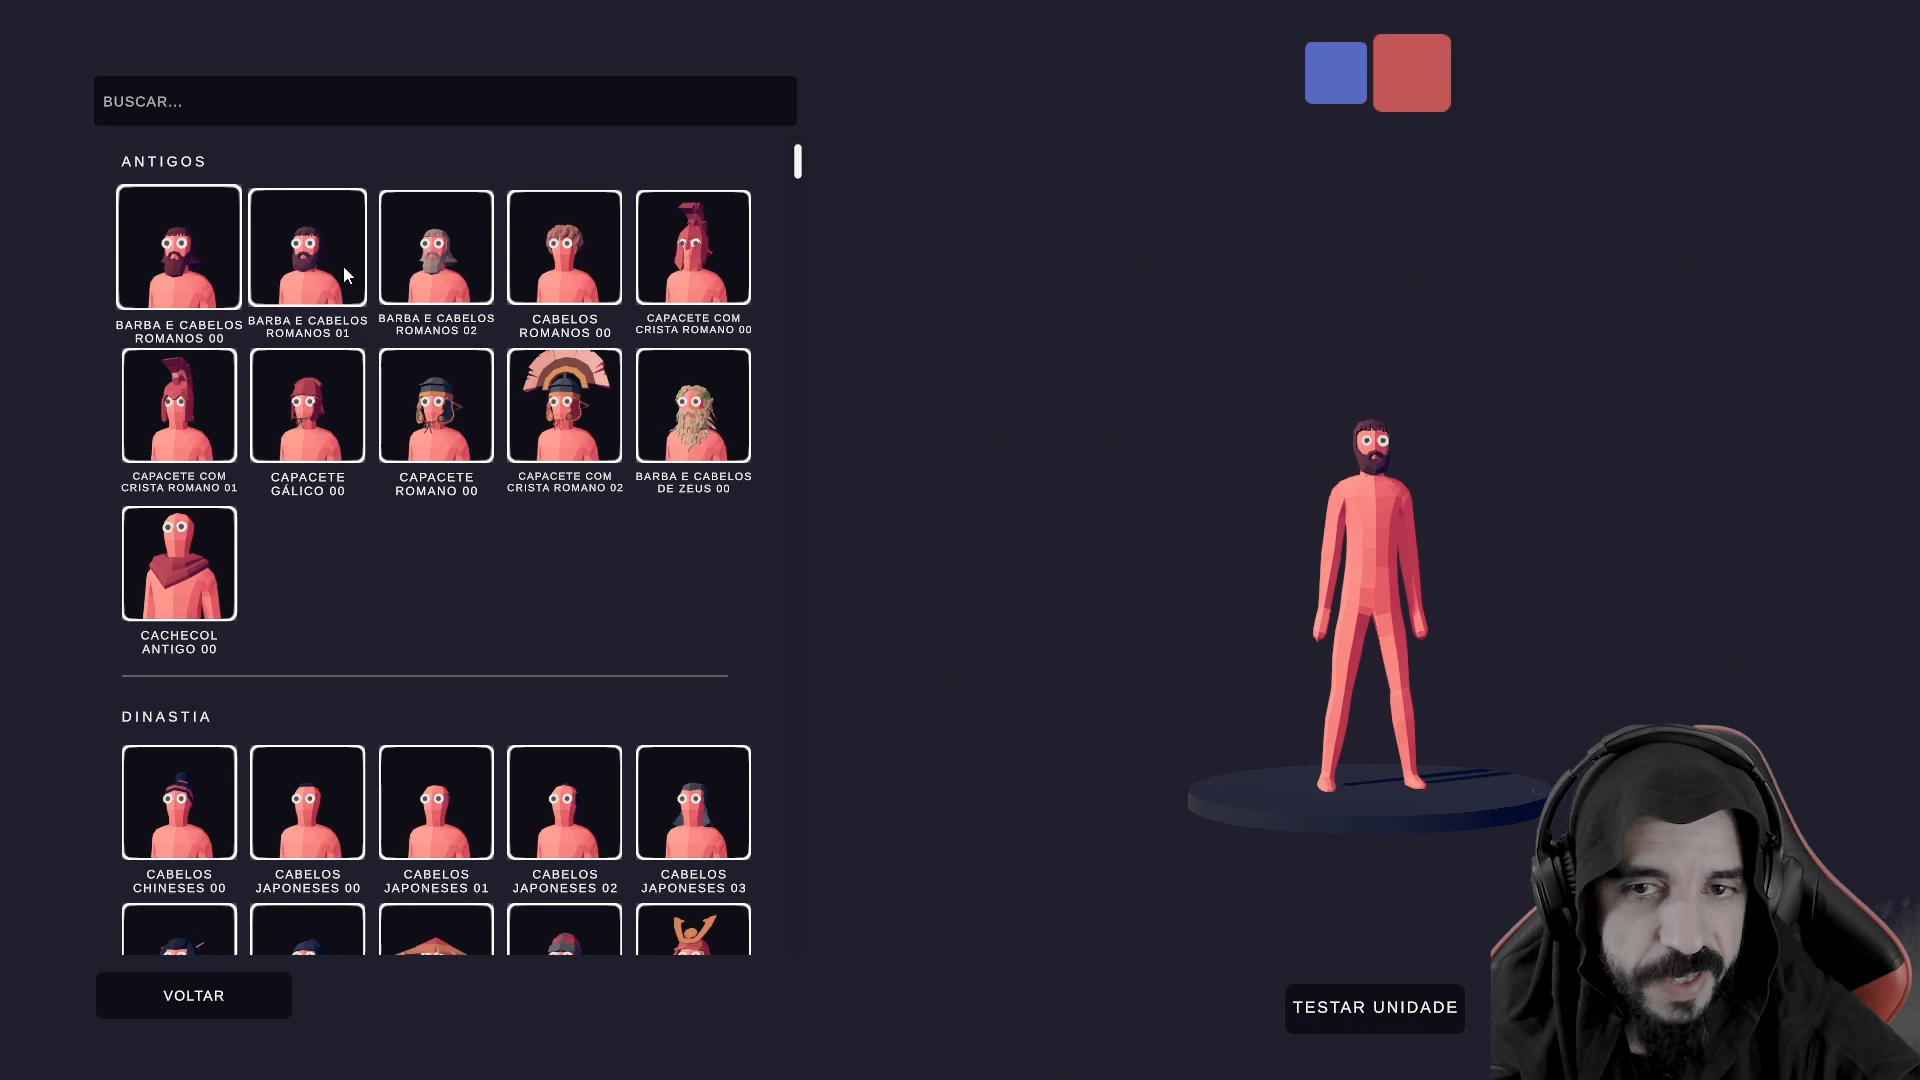 BUSCAR...
ANTIGOS
BARBA E CABELOS
ROMANOS 00
BARBA E CABELOS
ROMANOS 01
BARBA E CABELOS
ROMANOS 02
CABELOS
ROMANOS 00
CAPACETE COM
CRISTA ROMANO 00
CAPACETE COM
CRISTA ROMANO 01
CAPACETE
GÁLICO 00
CAPACETE
ROMANO 00
CAPACETE COM
CRISTA ROMANO 02
BARBA E CABELOS
DE ZEUS 00
CACHECOL
ANTIGO 00
DINASTIA
CABELOS
CHINESES 00
CABELOS
JAPONESES 00
CABELOS
JAPONESES 01
CABELOS
JAPONESES 02
CABELOS
JAPONESES 03
VOLTAR
TESTAR UNIDADE